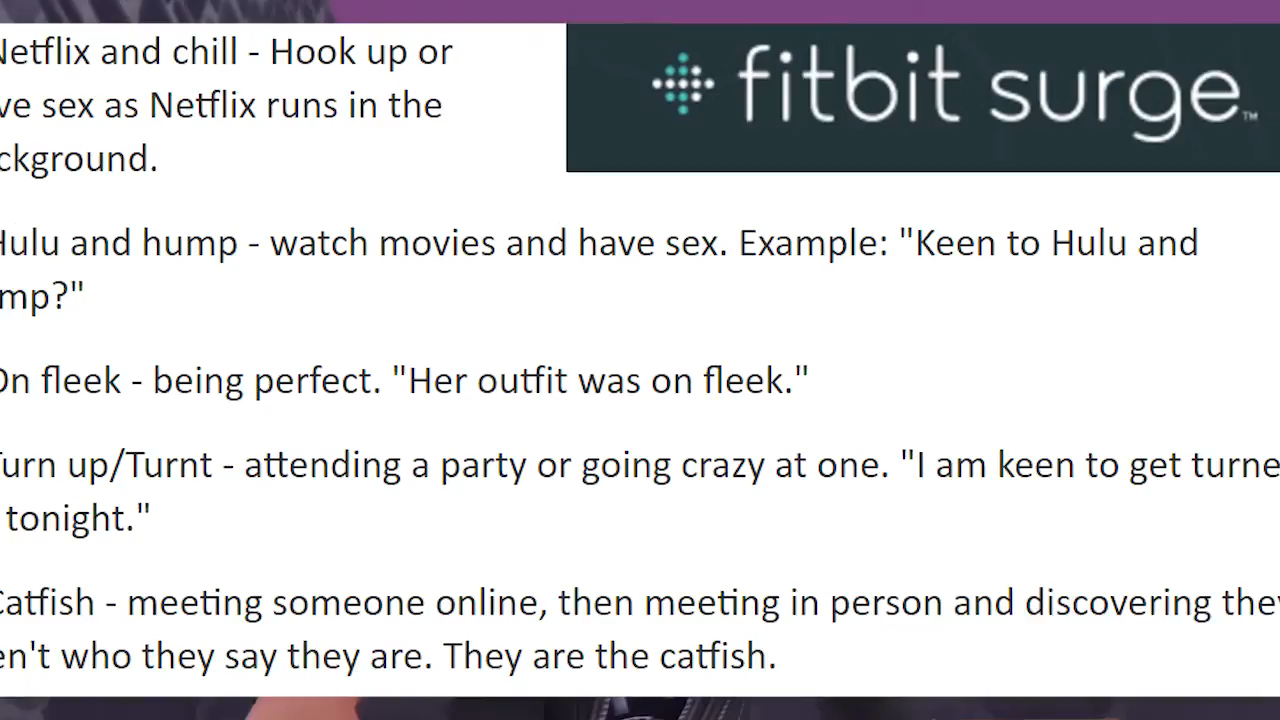 Netflix and chill - Hook up or
ve sex as Netflix runs in the
ckground.
fitbit surge™
Hulu and hump - watch movies and have sex. Example: "Keen to Hulu and
mp?"
On fleek - being perfect. "Her outfit was on fleek."
Turn up/Turnt - attending a party or going crazy at one. "I am keen to get turne
tonight."
Catfish - meeting someone online, then meeting in person and discovering they
en't who they say they are. They are the catfish.